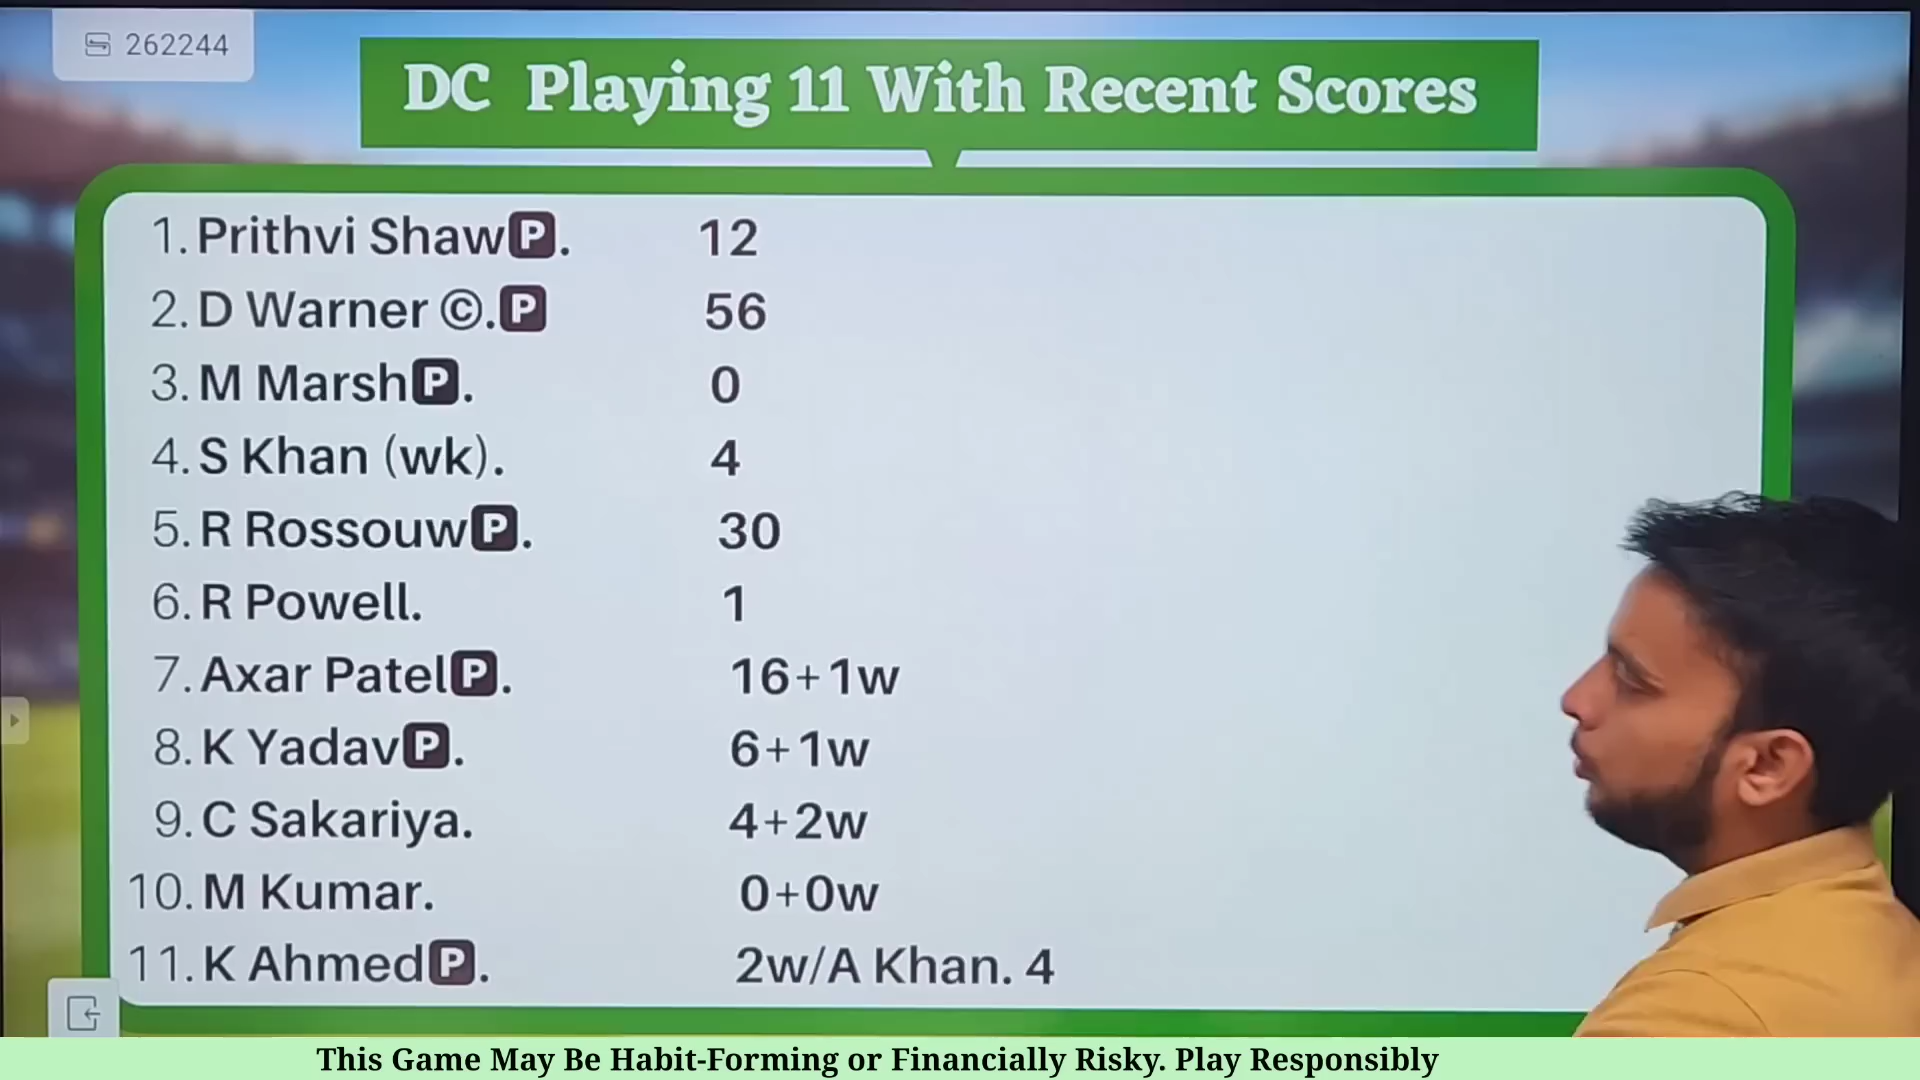 262244
DC Playing 11 With Recent Scores
1. Prithvi Shaw🅿. 12
2. D Warner ©.🅿 56
3. M Marsh🅿. 0
4. S Khan (wk). 4
5. R Rossouw🅿. 30
6. R Powell. 1
7. Axar Patel🅿. 16+1w
8. K Yadav🅿. 6+1w
9. C Sakariya. 4+2w
10. M Kumar. 0+0w
11. K Ahmed🅿. 2w/A Khan. 4
This Game May Be Habit-Forming or Financially Risky. Play Responsibly